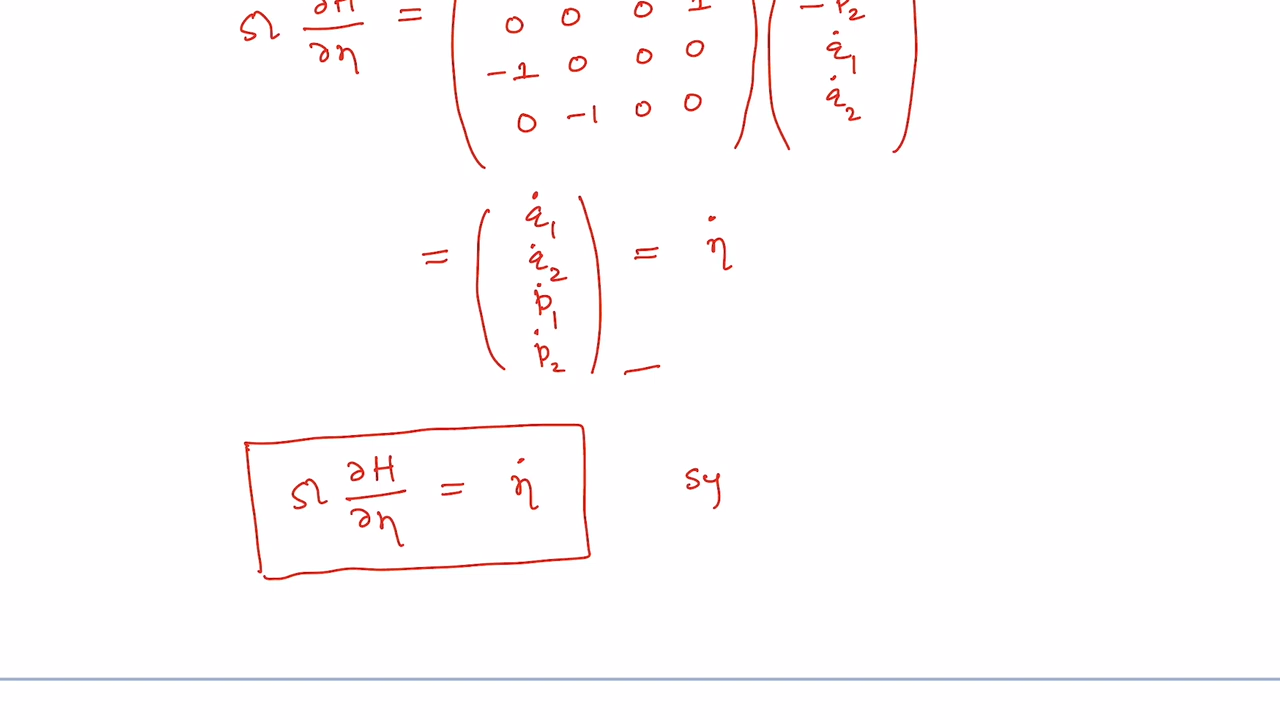 Ω ∂H/∂η = ( 0 0 0 1 ; -1 0 0 0 ; 0 -1 0 0 ) ( -ṗ₂ ; q̇₁ ; q̇₂ )
= ( q̇₁ ; q̇₂ ; ṗ₁ ; ṗ₂ ) = η̇
Ω ∂H/∂η = η̇ sy